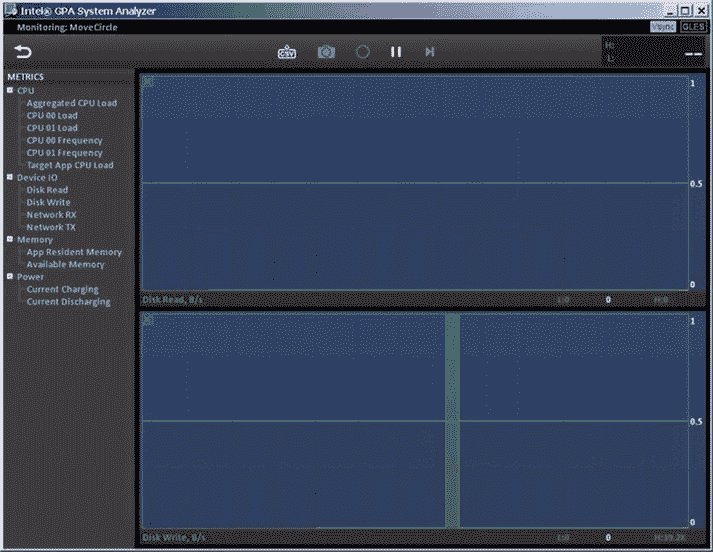 Intel® GPA System Analyzer
Monitoring: MoveCircle
Vsync GLES
CSV
H:
L:
--
METRICS
CPU
Aggregated CPU Load
CPU 00 Load
CPU 01 Load
CPU 00 Frequency
CPU 01 Frequency
Target App CPU Load
Device IO
Disk Read
Disk Write
Network RX
Network TX
Memory
App Resident Memory
Available Memory
Power
Current Charging
Current Discharging
1
0.5
0
Disk Read, B/s L:0 0 H:0
1
0.5
0
Disk Write, B/s L:0 0 H:39.2K